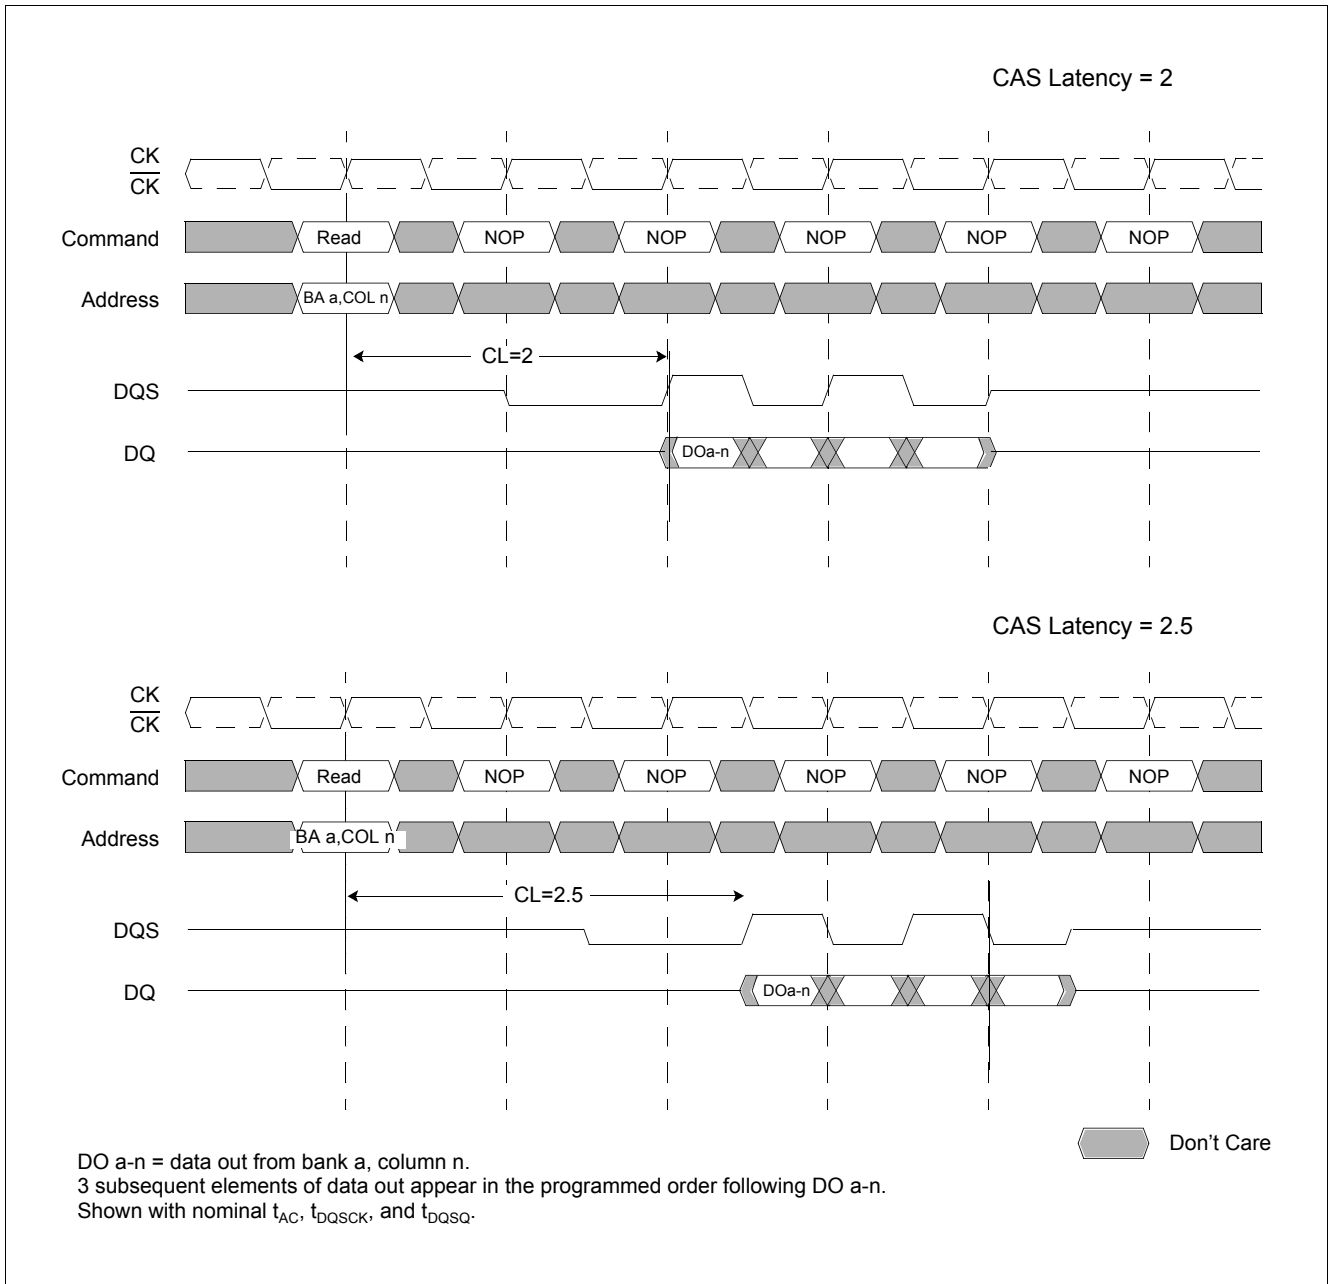 CAS Latency = 2
CK
CK
Command Read NOP NOP NOP NOP NOP
Address BA a,COL n
CL=2
DQS
DQ DOa-n
CAS Latency = 2.5
CK
CK
Command Read NOP NOP NOP NOP NOP
Address BA a,COL n
CL=2.5
DQS
DQ DOa-n
Don't Care
DO a-n = data out from bank a, column n.
3 subsequent elements of data out appear in the programmed order following DO a-n.
Shown with nominal tAC, tDQSCK, and tDQSQ.